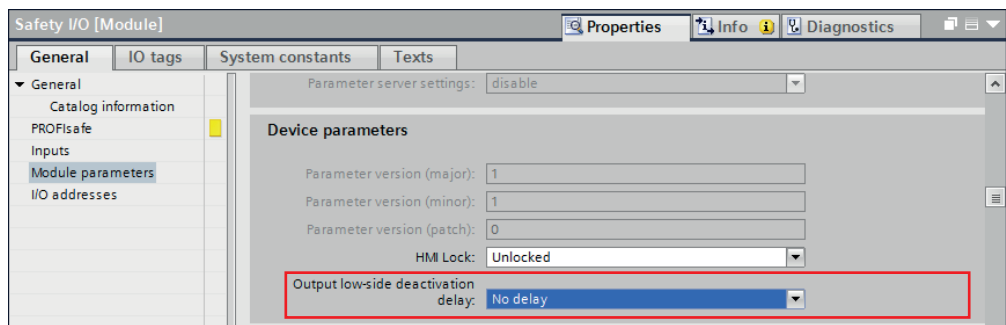 Safety I/O [Module]
Properties
Info
Diagnostics
General
IO tags
System constants
Texts
General
Catalog information
PROFIsafe
Inputs
Module parameters
I/O addresses
Parameter server settings: disable
Device parameters
Parameter version (major): 1
Parameter version (minor): 1
Parameter version (patch): 0
HMI Lock: Unlocked
Output low-side deactivation
delay: No delay